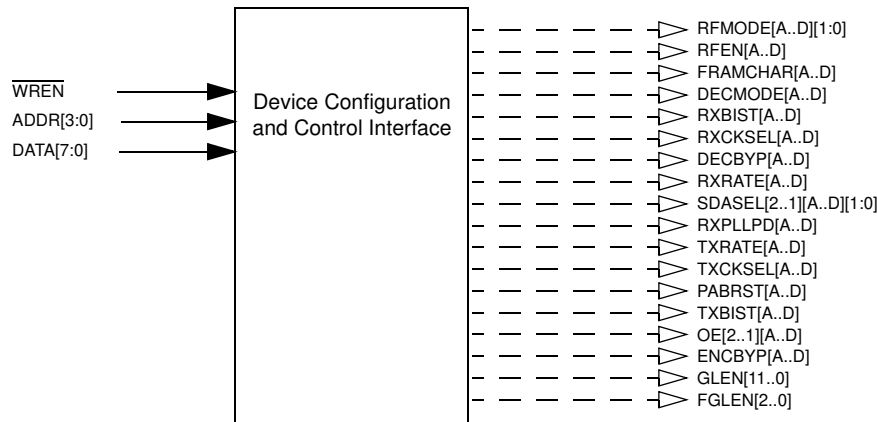 WREN
ADDR[3:0]
DATA[7:0]
Device Configuration
and Control Interface
RFMODE[A..D][1:0]
RFEN[A..D]
FRAMCHAR[A..D]
DECMODE[A..D]
RXBIST[A..D]
RXCKSEL[A..D]
DECBYP[A..D]
RXRATE[A..D]
SDASEL[2..1][A..D][1:0]
RXPLLPD[A..D]
TXRATE[A..D]
TXCKSEL[A..D]
PABRST[A..D]
TXBIST[A..D]
OE[2..1][A..D]
ENCBYP[A..D]
GLEN[11..0]
FGLEN[2..0]